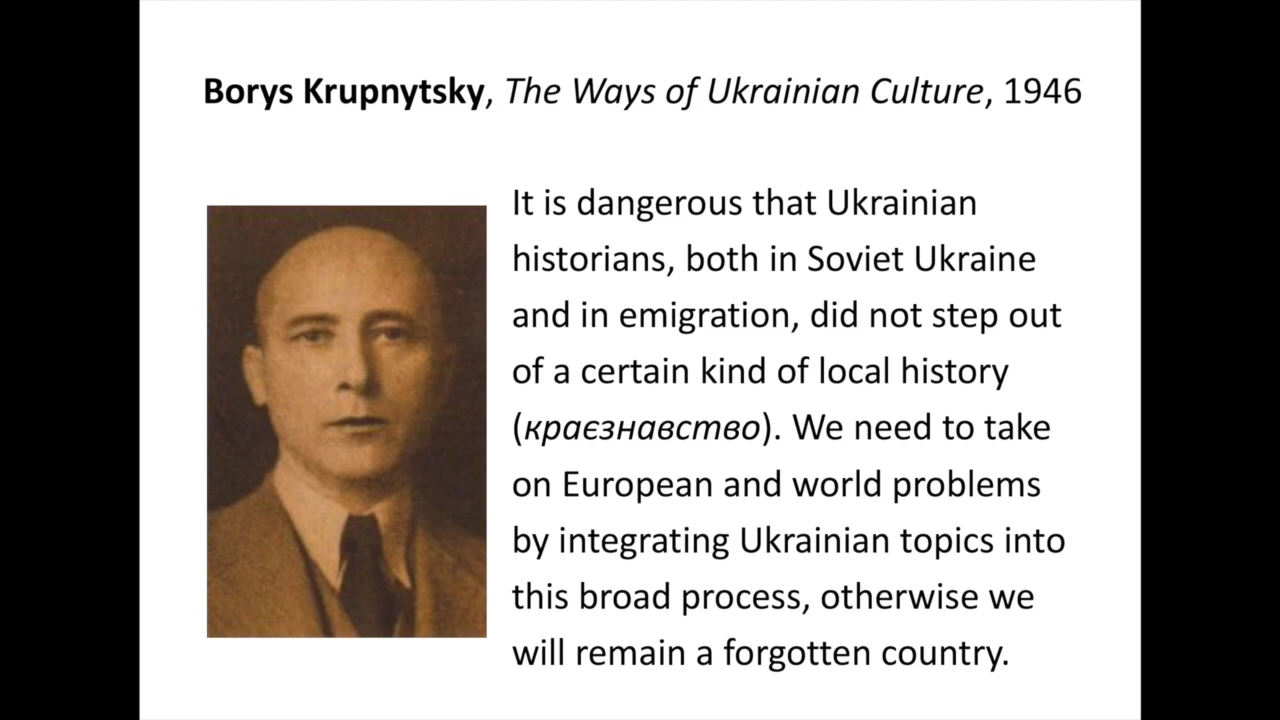 Borys Krupnytsky, The Ways of Ukrainian Culture, 1946
It is dangerous that Ukrainian
historians, both in Soviet Ukraine
and in emigration, did not step out
of a certain kind of local history
(краєзнавство). We need to take
on European and world problems
by integrating Ukrainian topics into
this broad process, otherwise we
will remain a forgotten country.